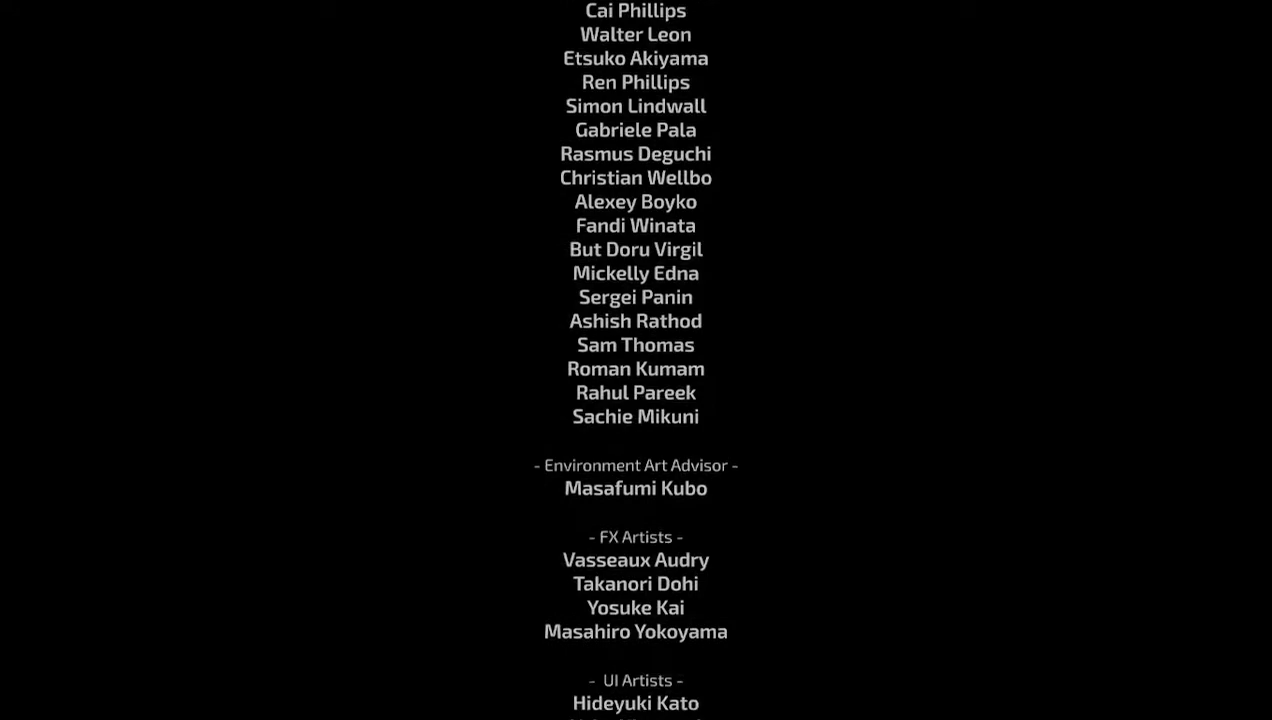 Cai Phillips
Walter Leon
Etsuko Akiyama
Ren Phillips
Simon Lindwall
Gabriele Pala
Rasmus Deguchi
Christian Wellbo
Alexey Boyko
Fandi Winata
But Doru Virgil
Mickelly Edna
Sergei Panin
Ashish Rathod
Sam Thomas
Roman Kumam
Rahul Pareek
Sachie Mikuni
- Environment Art Advisor -
Masafumi Kubo
- FX Artists -
Vasseaux Audry
Takanori Dohi
Yosuke Kai
Masahiro Yokoyama
- UI Artists -
Hideyuki Kato